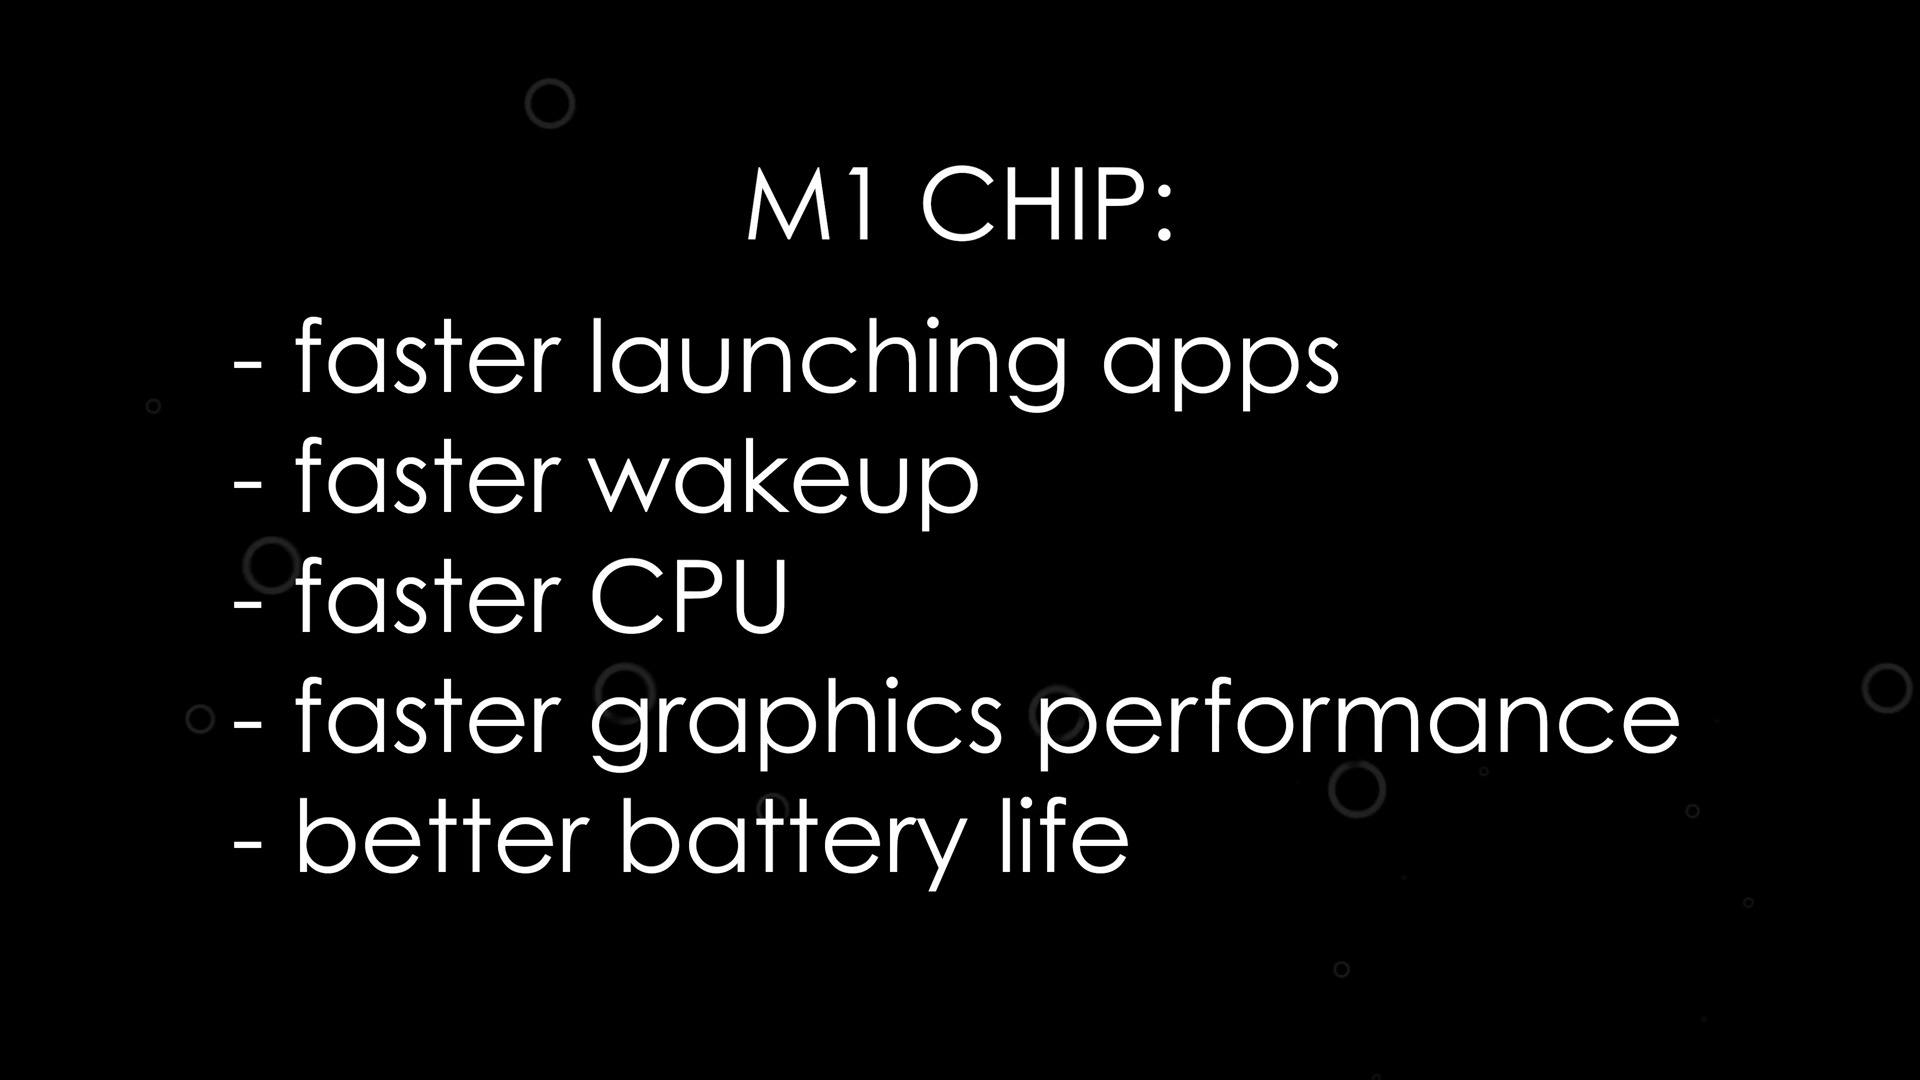 M1 CHIP:
- faster launching apps
- faster wakeup
- faster CPU
- faster graphics performance
- better battery life